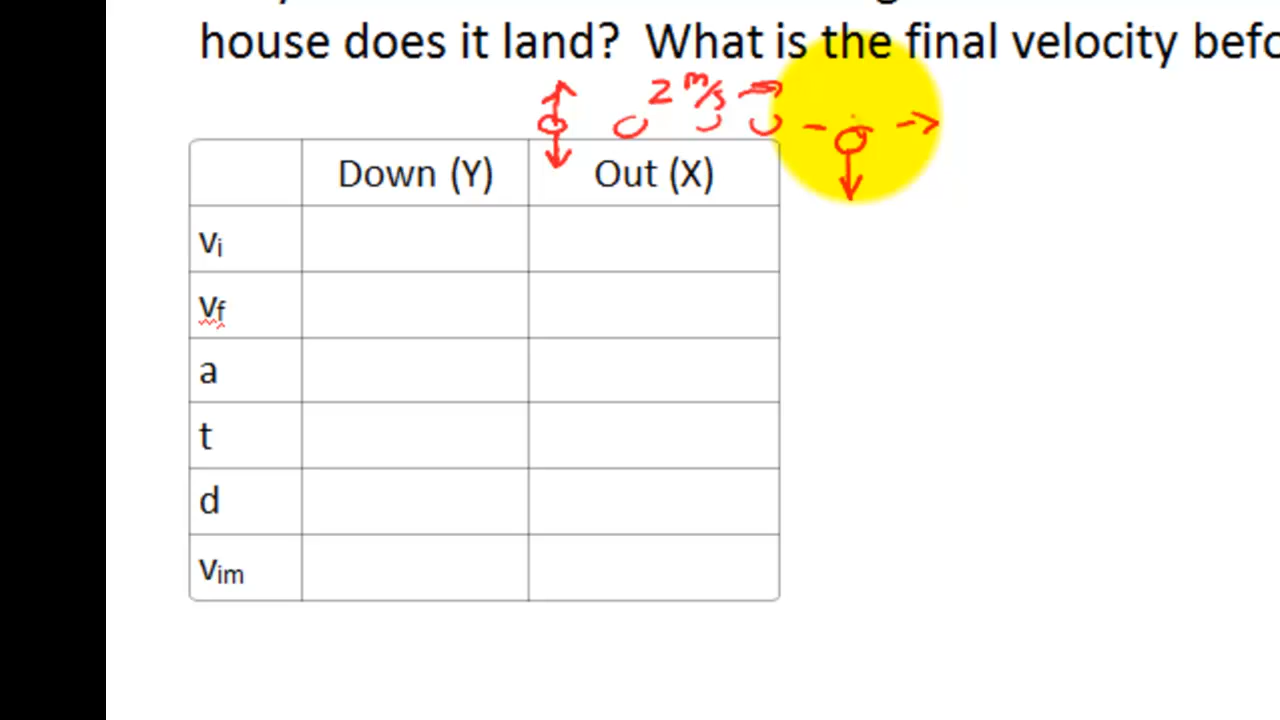 house does it land?  What is the final velocity befo
2 m/s
Down (Y) Out (X)
vi
vf
a
t
d
vim